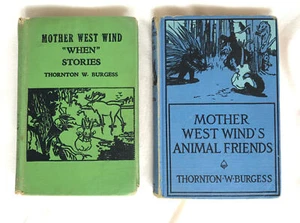 MOTHER WEST WIND
"WHEN"
STORIES
THORNTON W. BURGESS
MOTHER
WEST WIND'S
ANIMAL FRIENDS
THORNTON·W·BURGESS